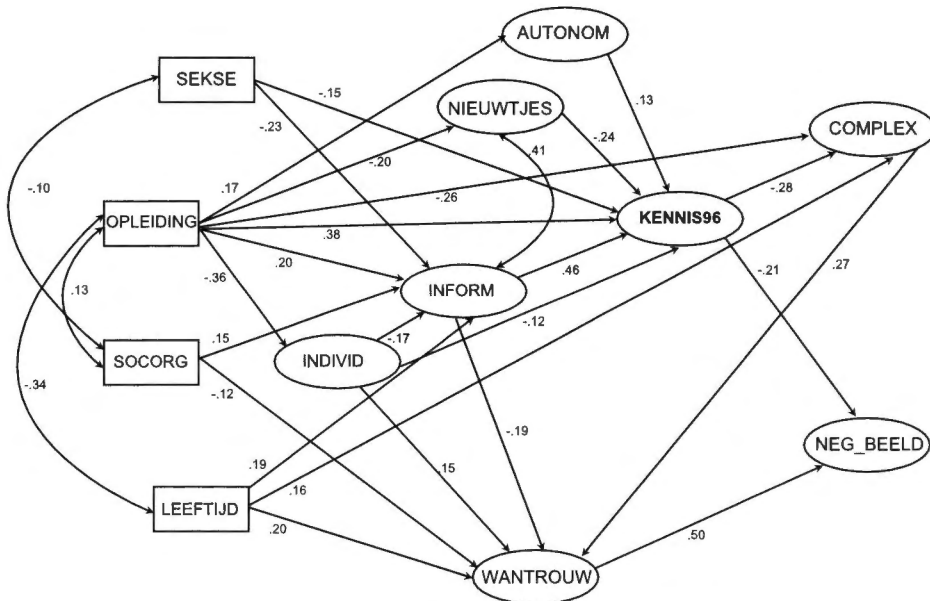 AUTONOM
SEKSE
-.15
.13
NIEUWTJES
COMPLEX
-.23
-.24
.41
-.20
-.10
.17
-.26
-.28
OPLEIDING
.38
KENNIS96
.20
.46
-.36
-.21
.27
.13
INFORM
.15
-.17
-.12
SOCORG
INDIVID
-.34
-.12
-.19
NEG_BEELD
.19
.15
.16
LEEFTIJD
.20
.50
WANTROUW